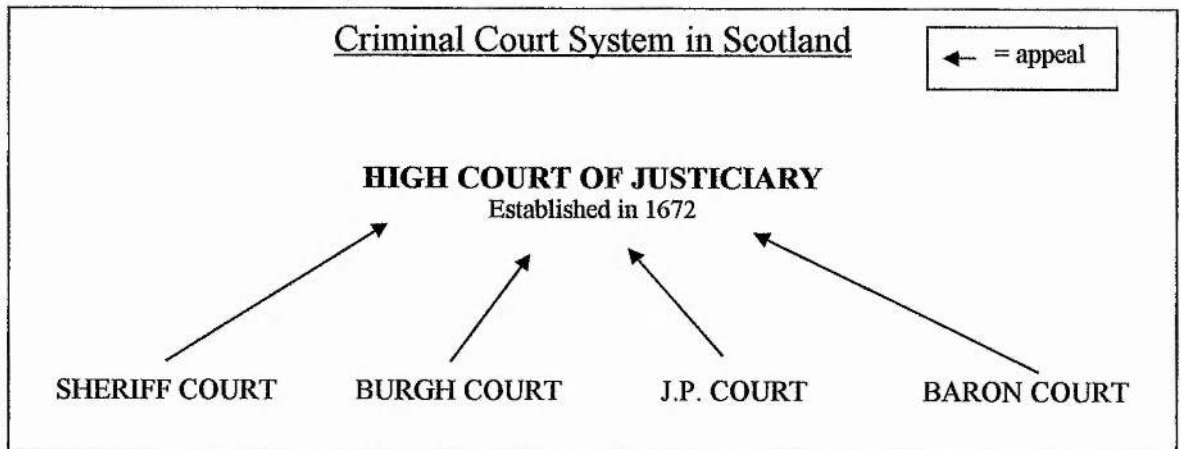 Criminal Court System in Scotland
← = appeal
HIGH COURT OF JUSTICIARY
Established in 1672
SHERIFF COURT BURGH COURT J.P. COURT BARON COURT